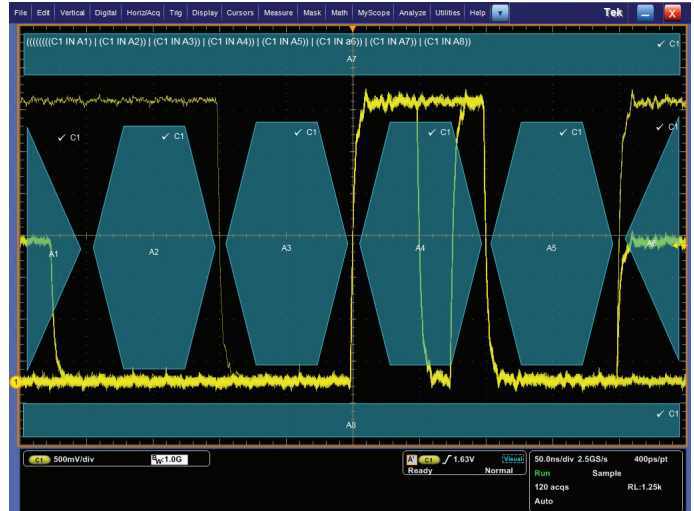 File Edit Vertical Digital Horiz/Acq Trig Display Cursors Measure Mask Math MyScope Analyze Utilities Help Tek X
((((((((C1 IN A1) | (C1 IN A2)) | (C1 IN A3)) | (C1 IN A4)) | (C1 IN A5)) | (C1 IN a6)) | (C1 IN A7)) | (C1 IN A8))
✓ C1
A7
✓ C1 ✓ C1 ✓ C1 ✓ C1 ✓ C1 ✓ C1
A1 A2 A3 A4 A5 A6
1
✓ C1
A8
C1 500mV/div BW:1.0G
A' C1 1.63V Visual
Ready Normal
50.0ns/div 2.5GS/s 400ps/pt
Run Sample
120 acqs RL:1.25k
Auto